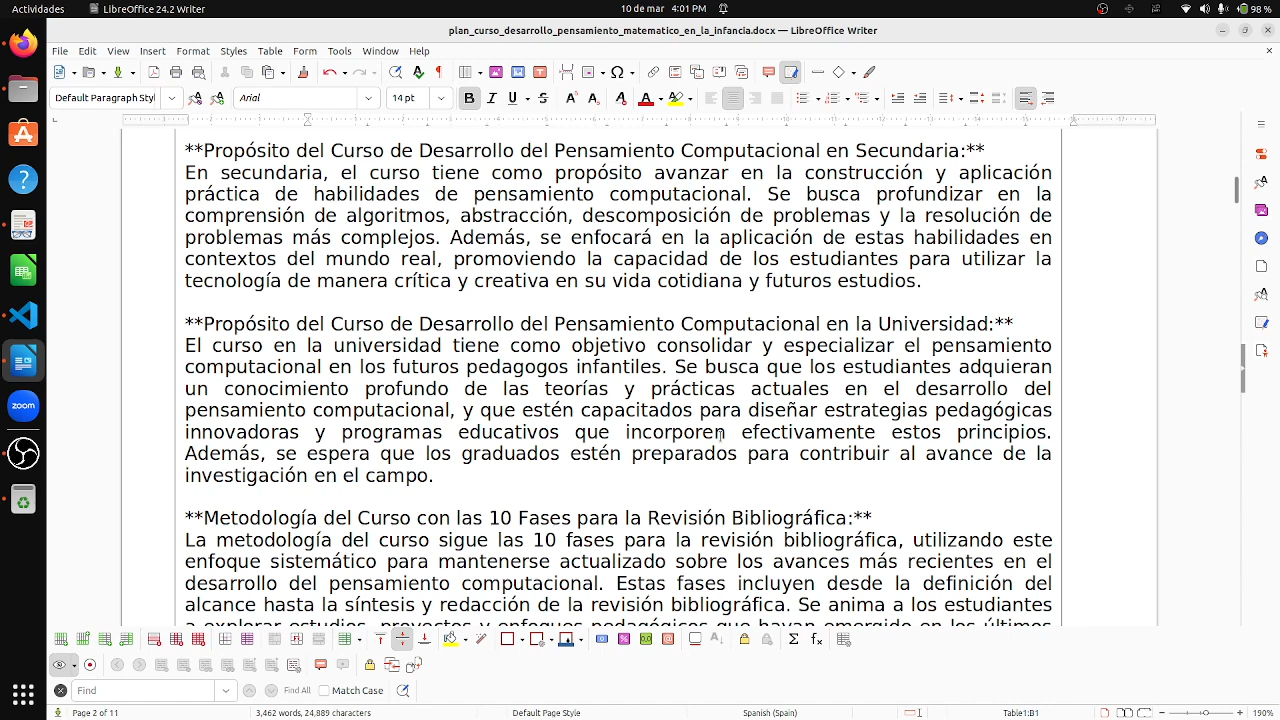 Actividades
LibreOffice 24.2 Writer
10 de mar 4:01 PM
98 %
plan_curso_desarrollo_pensamiento_matematico_en_la_infancia.docx — LibreOffice Writer
File Edit View Insert Format Styles Table Form Tools Window Help
Default Paragraph Styl
Arial
14 pt
**Propósito del Curso de Desarrollo del Pensamiento Computacional en Secundaria:**
En secundaria, el curso tiene como propósito avanzar en la construcción y aplicación
práctica de habilidades de pensamiento computacional. Se busca profundizar en la
comprensión de algoritmos, abstracción, descomposición de problemas y la resolución de
problemas más complejos. Además, se enfocará en la aplicación de estas habilidades en
contextos del mundo real, promoviendo la capacidad de los estudiantes para utilizar la
tecnología de manera crítica y creativa en su vida cotidiana y futuros estudios.
**Propósito del Curso de Desarrollo del Pensamiento Computacional en la Universidad:**
El curso en la universidad tiene como objetivo consolidar y especializar el pensamiento
computacional en los futuros pedagogos infantiles. Se busca que los estudiantes adquieran
un conocimiento profundo de las teorías y prácticas actuales en el desarrollo del
pensamiento computacional, y que estén capacitados para diseñar estrategias pedagógicas
innovadoras y programas educativos que incorporen efectivamente estos principios.
Además, se espera que los graduados estén preparados para contribuir al avance de la
investigación en el campo.
**Metodología del Curso con las 10 Fases para la Revisión Bibliográfica:**
La metodología del curso sigue las 10 fases para la revisión bibliográfica, utilizando este
enfoque sistemático para mantenerse actualizado sobre los avances más recientes en el
desarrollo del pensamiento computacional. Estas fases incluyen desde la definición del
alcance hasta la síntesis y redacción de la revisión bibliográfica. Se anima a los estudiantes
a explorar estudios, proyectos y enfoques pedagógicos que hayan emergido en los últimos
Find
Find All
Match Case
Page 2 of 11
3,462 words, 24,889 characters
Default Page Style
Spanish (Spain)
Table1:B1
190%